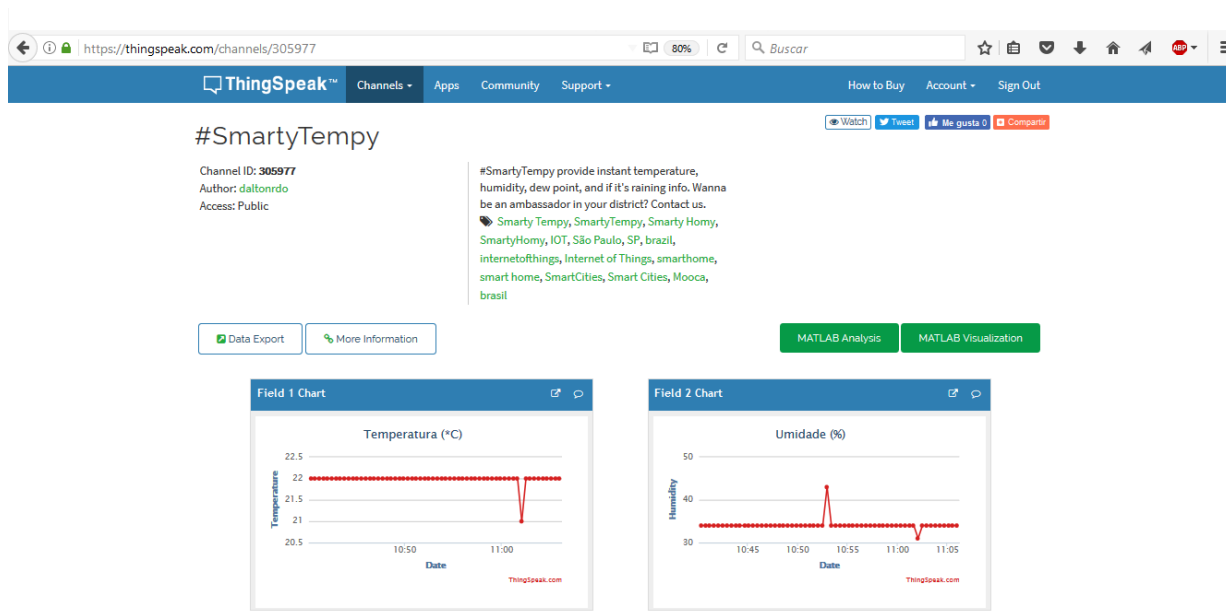 https://thingspeak.com/channels/305977
80%
Buscar
ABP
ThingSpeak™
Channels
Apps
Community
Support
How to Buy
Account
Sign Out
#SmartyTempy
Watch
Tweet
Me gusta 0
Compartir
Channel ID: 305977
Author: daltonrdo
Access: Public
#SmartyTempy provide instant temperature,
humidity, dew point, and if it's raining info. Wanna
be an ambassador in your district? Contact us.
Smarty Tempy, SmartyTempy, Smarty Homy,
SmartyHomy, IOT, São Paulo, SP, brazil,
internetofthings, Internet of Things, smarthome,
smart home, SmartCities, Smart Cities, Mooca,
brasil
Data Export
More Information
MATLAB Analysis
MATLAB Visualization
Field 1 Chart
Temperatura (*C)
Temperature
22.5
22
21.5
21
20.5
10:50
11:00
Date
ThingSpeak.com
Field 2 Chart
Umidade (%)
Humidity
50
40
30
10:45
10:50
10:55
11:00
11:05
Date
ThingSpeak.com